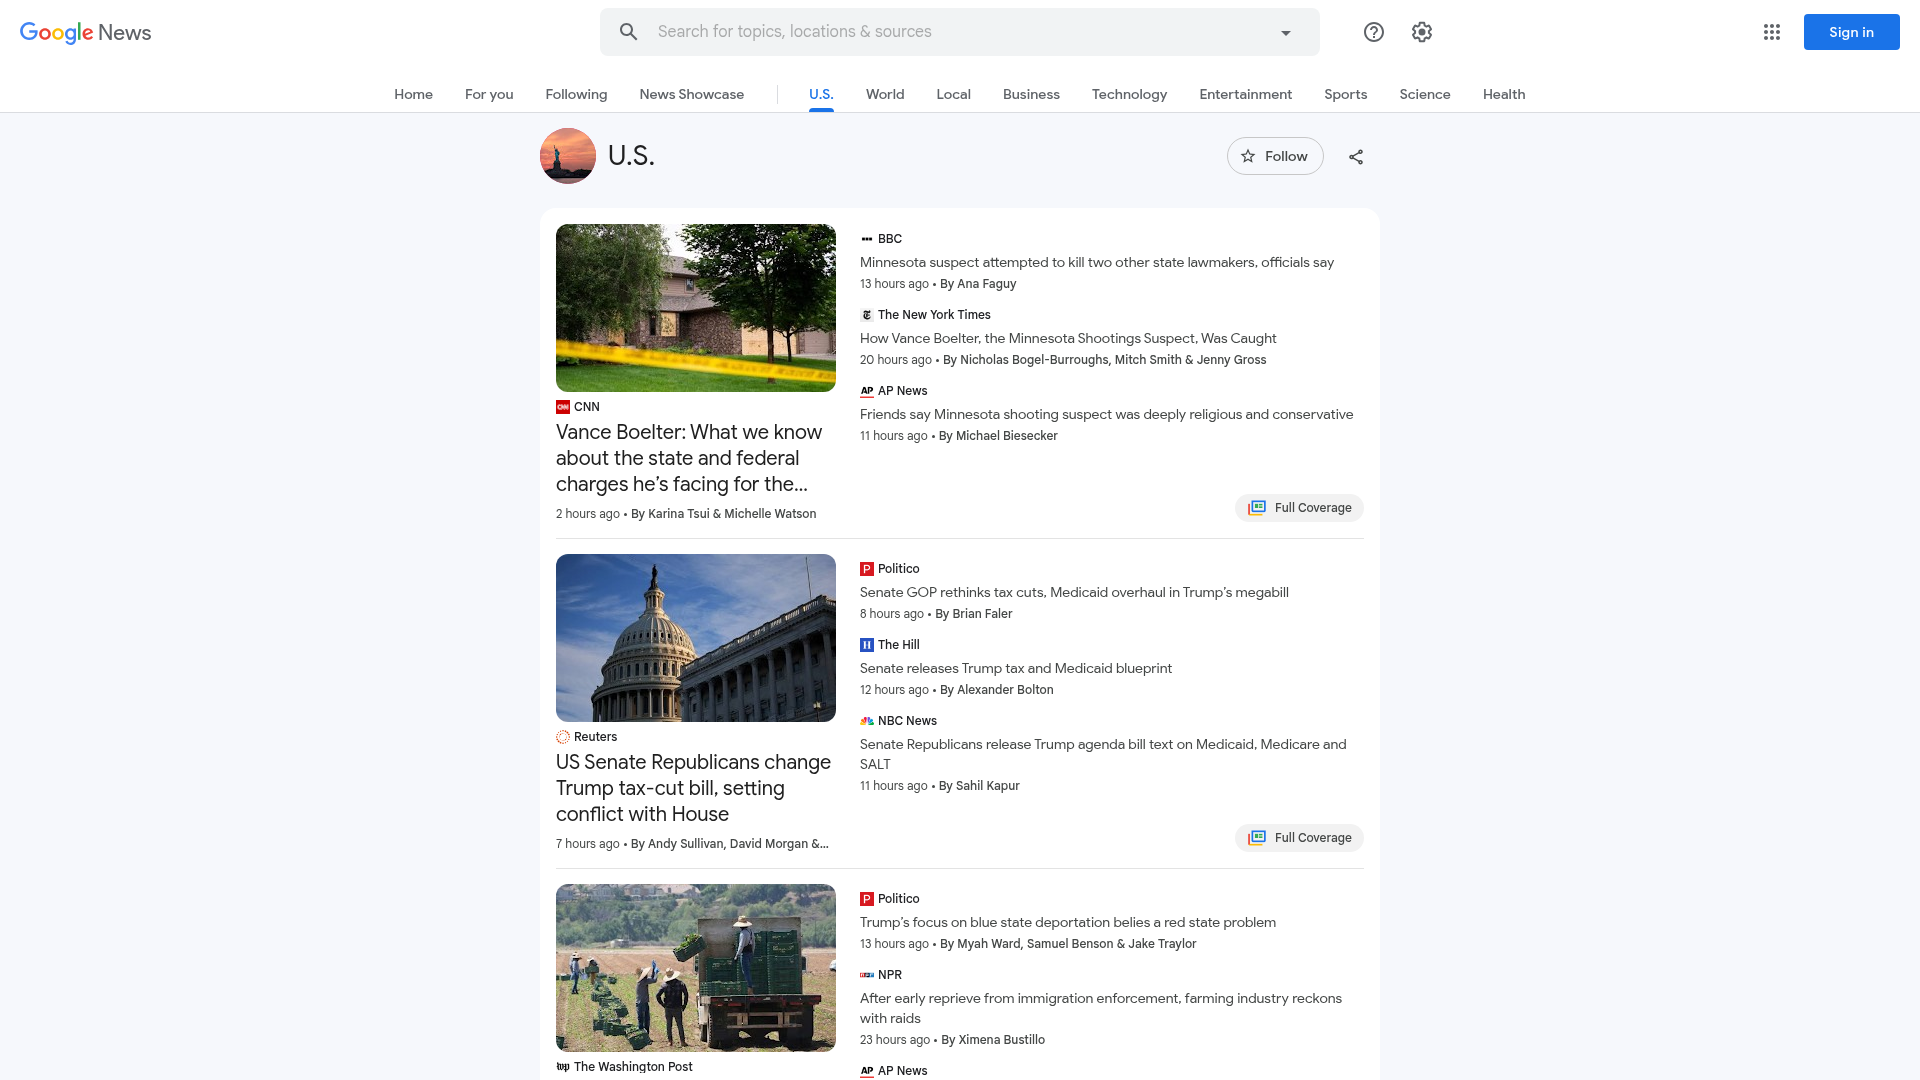 Google News
Search for topics, locations & sources
Sign in
Home
For you
Following
News Showcase
U.S.
World
Local
Business
Technology
Entertainment
Sports
Science
Health
U.S.
Follow
CNN
Vance Boelter: What we know
about the state and federal
charges he’s facing for the...
2 hours ago • By Karina Tsui & Michelle Watson
BBC
Minnesota suspect attempted to kill two other state lawmakers, officials say
13 hours ago • By Ana Faguy
The New York Times
How Vance Boelter, the Minnesota Shootings Suspect, Was Caught
20 hours ago • By Nicholas Bogel-Burroughs, Mitch Smith & Jenny Gross
AP AP News
Friends say Minnesota shooting suspect was deeply religious and conservative
11 hours ago • By Michael Biesecker
Full Coverage
Reuters
US Senate Republicans change
Trump tax-cut bill, setting
conflict with House
7 hours ago • By Andy Sullivan, David Morgan &...
P Politico
Senate GOP rethinks tax cuts, Medicaid overhaul in Trump’s megabill
8 hours ago • By Brian Faler
H The Hill
Senate releases Trump tax and Medicaid blueprint
12 hours ago • By Alexander Bolton
NBC News
Senate Republicans release Trump agenda bill text on Medicaid, Medicare and
SALT
11 hours ago • By Sahil Kapur
Full Coverage
wp The Washington Post
P Politico
Trump’s focus on blue state deportation belies a red state problem
13 hours ago • By Myah Ward, Samuel Benson & Jake Traylor
NPR
After early reprieve from immigration enforcement, farming industry reckons
with raids
23 hours ago • By Ximena Bustillo
AP AP News